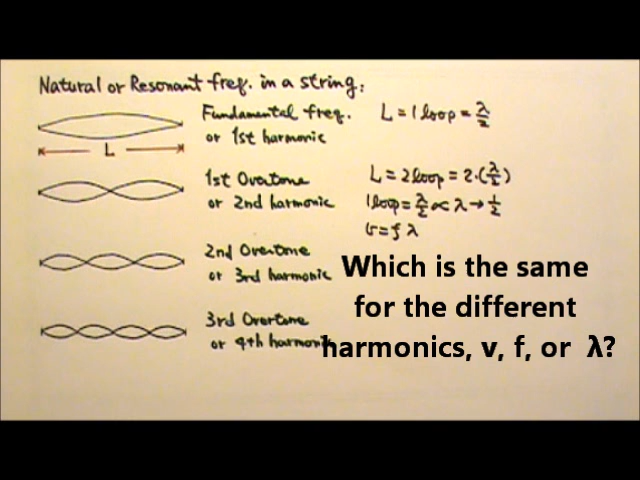 Natural or Resonant freq. in a string:
Fundamental freq.
or 1st harmonic
L = 1 loop = λ/2
L
1st Overtone
or 2nd harmonic
L = 2 loop = 2·(λ/2)
1 loop = λ/2 ∝ λ → 1/2
v = f λ
2nd Overtone
or 3rd harmonic
3rd Overtone
or 4th harmonic
Which is the same
for the different
harmonics, v, f, or λ?